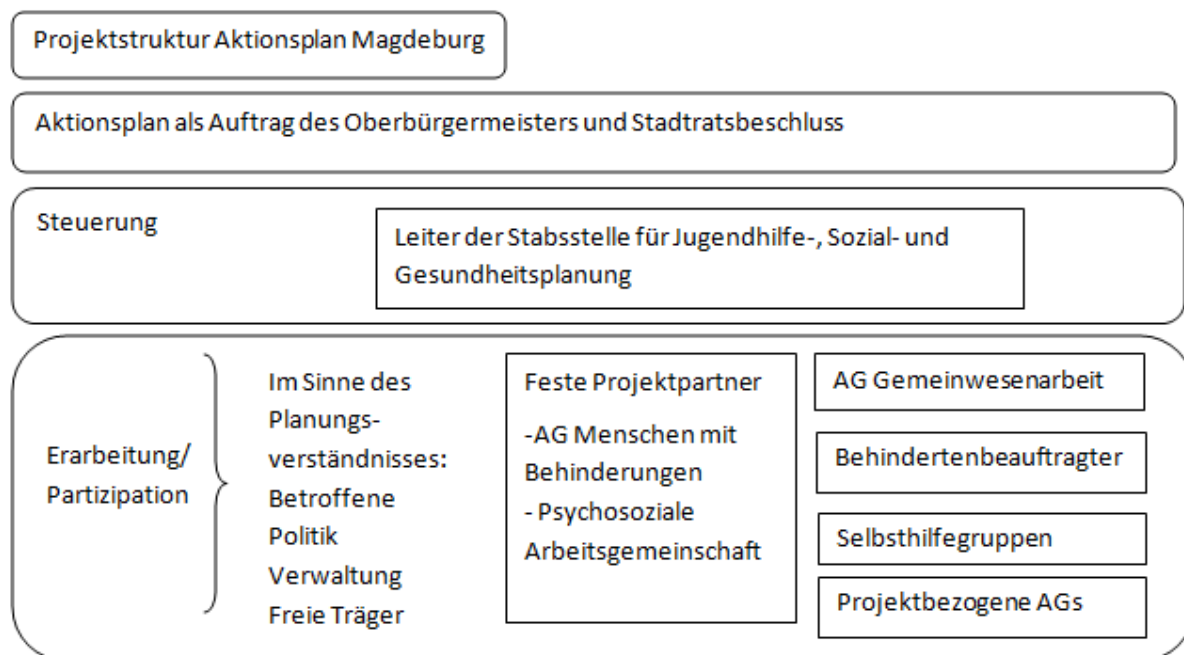 Projektstruktur Aktionsplan Magdeburg
Aktionsplan als Auftrag des Oberbürgermeisters und Stadtratsbeschluss
Steuerung
Leiter der Stabsstelle für Jugendhilfe-, Sozial- und
Gesundheitsplanung
Erarbeitung/
Partizipation
Im Sinne des
Planungs-
verständnisses:
Betroffene
Politik
Verwaltung
Freie Träger
Feste Projektpartner
-AG Menschen mit
Behinderungen
- Psychosoziale
Arbeitsgemeinschaft
AG Gemeinwesenarbeit
Behindertenbeauftragter
Selbsthilfegruppen
Projektbezogene AGs